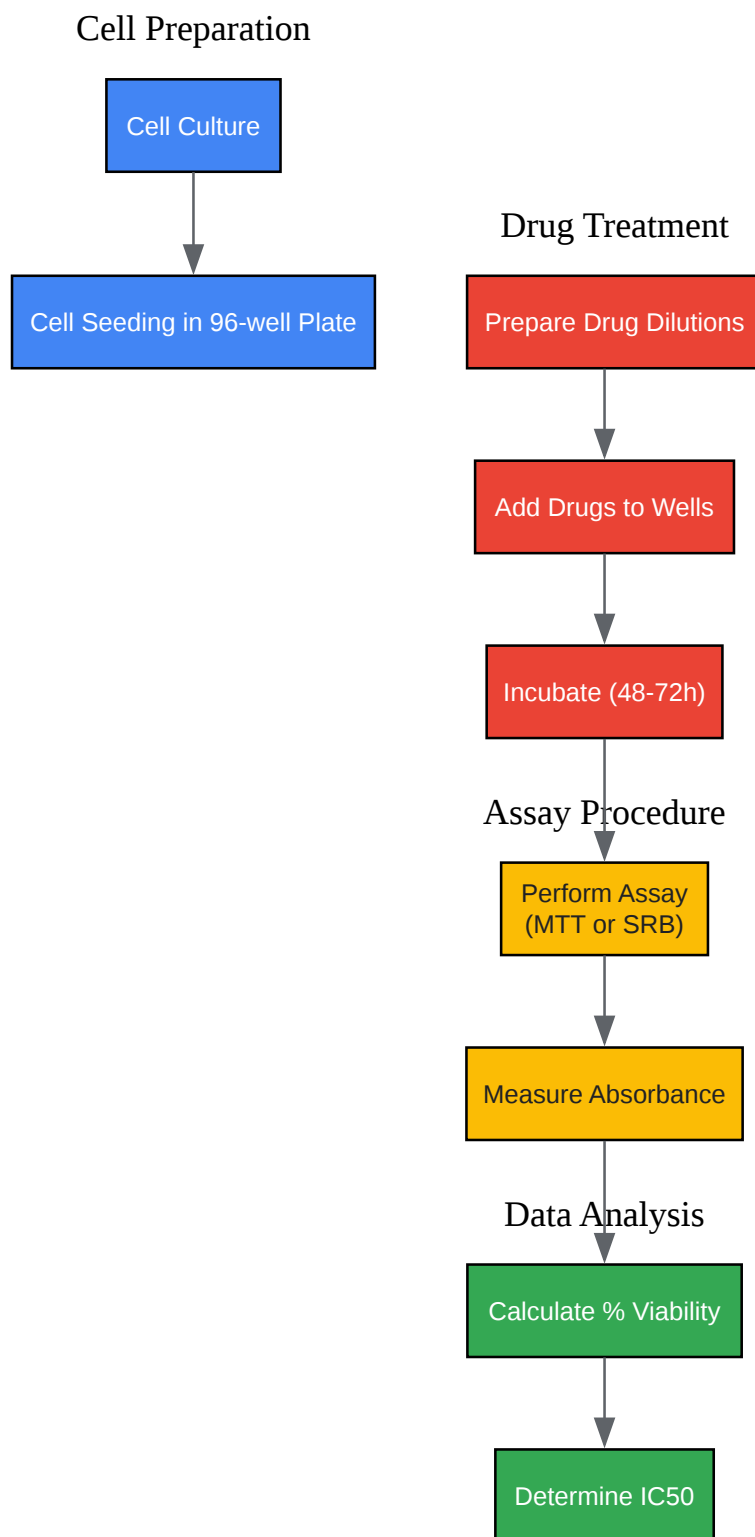 Cell Preparation
Cell Culture
Cell Seeding in 96-well Plate
Drug Treatment
Prepare Drug Dilutions
Add Drugs to Wells
Incubate (48-72h)
Assay Procedure
Perform Assay
(MTT or SRB)
Measure Absorbance
Data Analysis
Calculate % Viability
Determine IC50